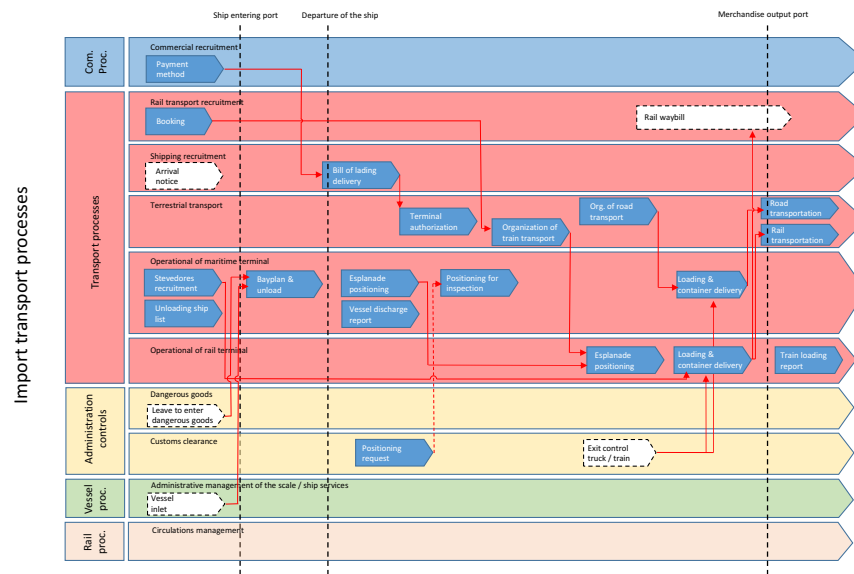 Ship entering port
Departure of the ship
Merchandise output port
Import transport processes
Com.
Proc.
Commercial recruitment
Payment
method
Transport processes
Rail transport recruitment
Booking
Rail waybill
Shipping recruitment
Arrival
notice
Bill of lading
delivery
Terrestrial transport
Terminal
authorization
Organization of
train transport
Org. of road
transport
Road
transportation
Rail
transportation
Operational of maritime terminal
Stevedores
recruitment
Unloading ship
list
Bayplan &
unload
Esplanade
positioning
Vessel discharge
report
Positioning for
inspection
Loading &
container delivery
Operational of rail terminal
Esplanade
positioning
Loading &
container delivery
Train loading
report
Administration
controls
Dangerous goods
Leave to enter
dangerous goods
Customs clearance
Positioning
request
Exit control
truck / train
Vessel
proc.
Administrative management of the scale / ship services
Vessel
inlet
Rail
proc.
Circulations management